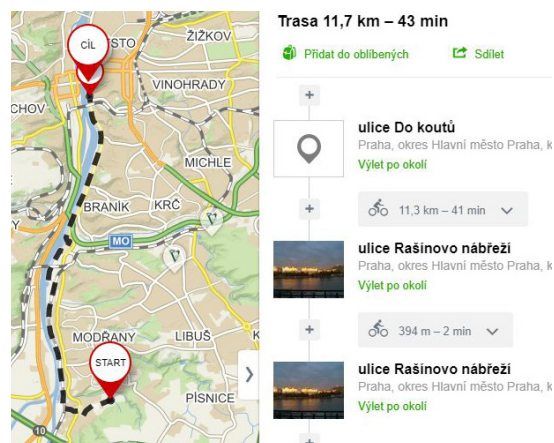 Trasa 11,7 km – 43 min
Přidat do oblíbených
Sdílet
ulice Do koutů
Praha, okres Hlavní město Praha, k
Výlet po okolí
11,3 km – 41 min
ulice Rašínovo nábřeží
Praha, okres Hlavní město Praha, k
Výlet po okolí
394 m – 2 min
ulice Rašínovo nábřeží
Praha, okres Hlavní město Praha, k
Výlet po okolí
CÍL
ĚSTO
ŽIŽKOV
VINOHRADY
CHOV
MICHLE
BRANÍK
KRČ
MO
MODŘANY
LIBUŠ
K
START
PÍSNICE
10